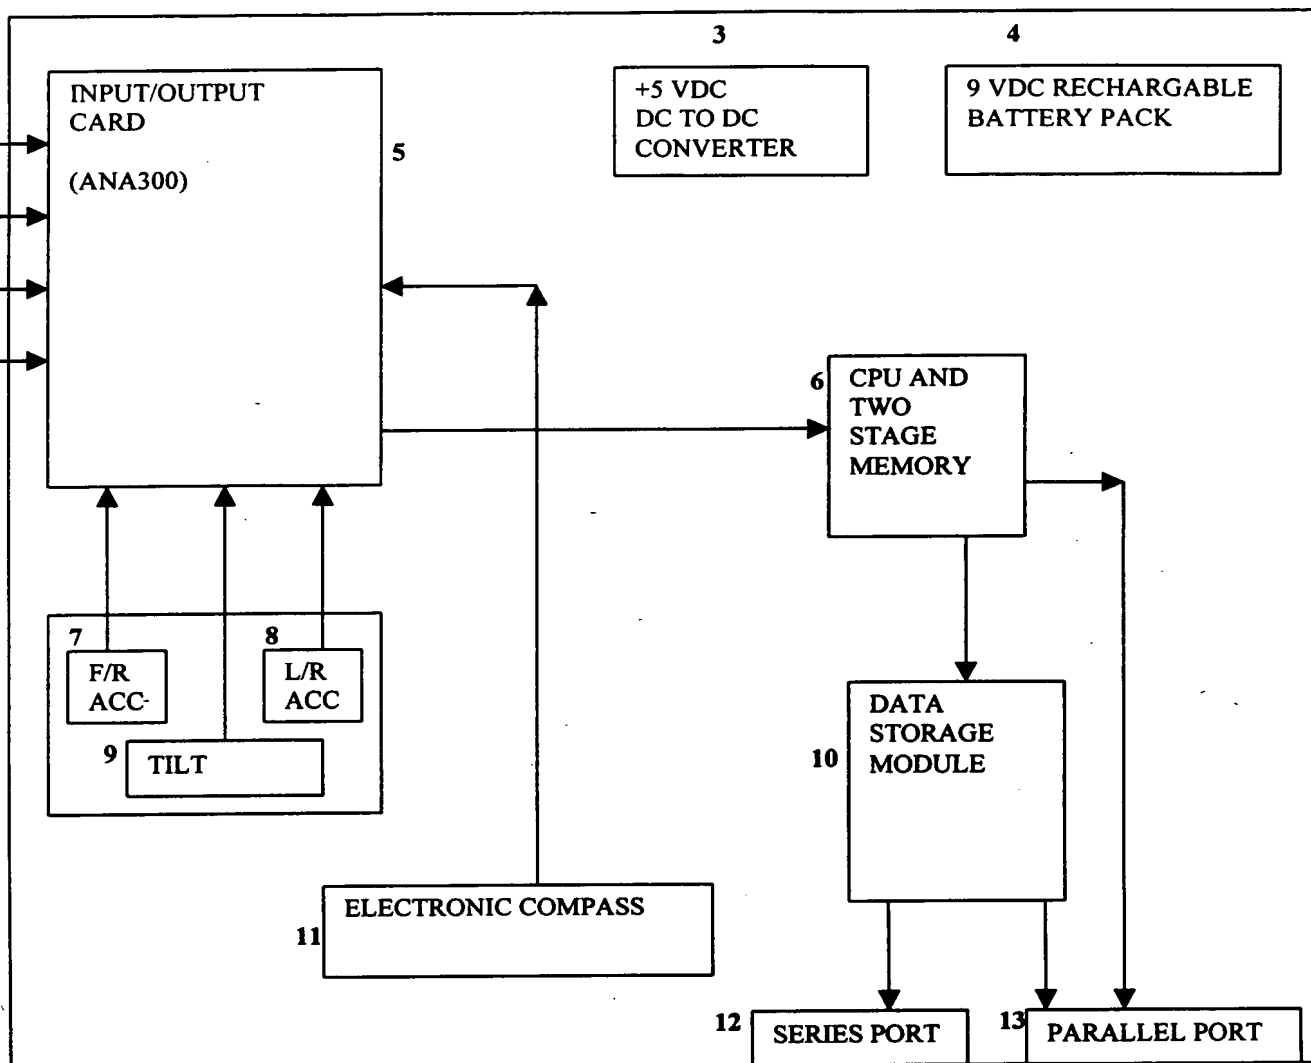 3
4
INPUT/OUTPUT
CARD
(ANA300)
5
+5 VDC
DC TO DC
CONVERTER
9 VDC RECHARGABLE
BATTERY PACK
6
CPU AND
TWO
STAGE
MEMORY
7
F/R
ACC-
8
L/R
ACC
9
TILT
10
DATA
STORAGE
MODULE
11
ELECTRONIC COMPASS
12
SERIES PORT
13
PARALLEL PORT